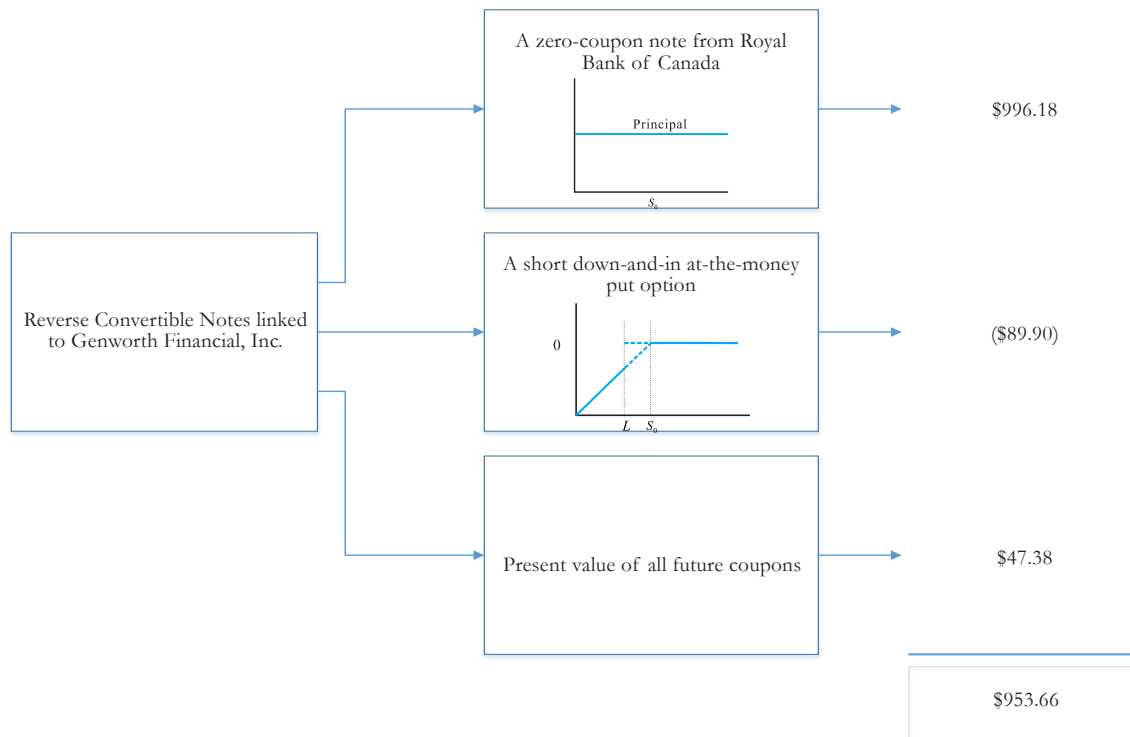 A zero-coupon note from Royal
Bank of Canada
Principal
S₀
$996.18
Reverse Convertible Notes linked
to Genworth Financial, Inc.
A short down-and-in at-the-money
put option
0
L S₀
($89.90)
Present value of all future coupons
$47.38
$953.66